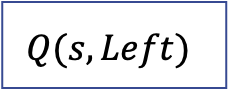 Q(s, Left)